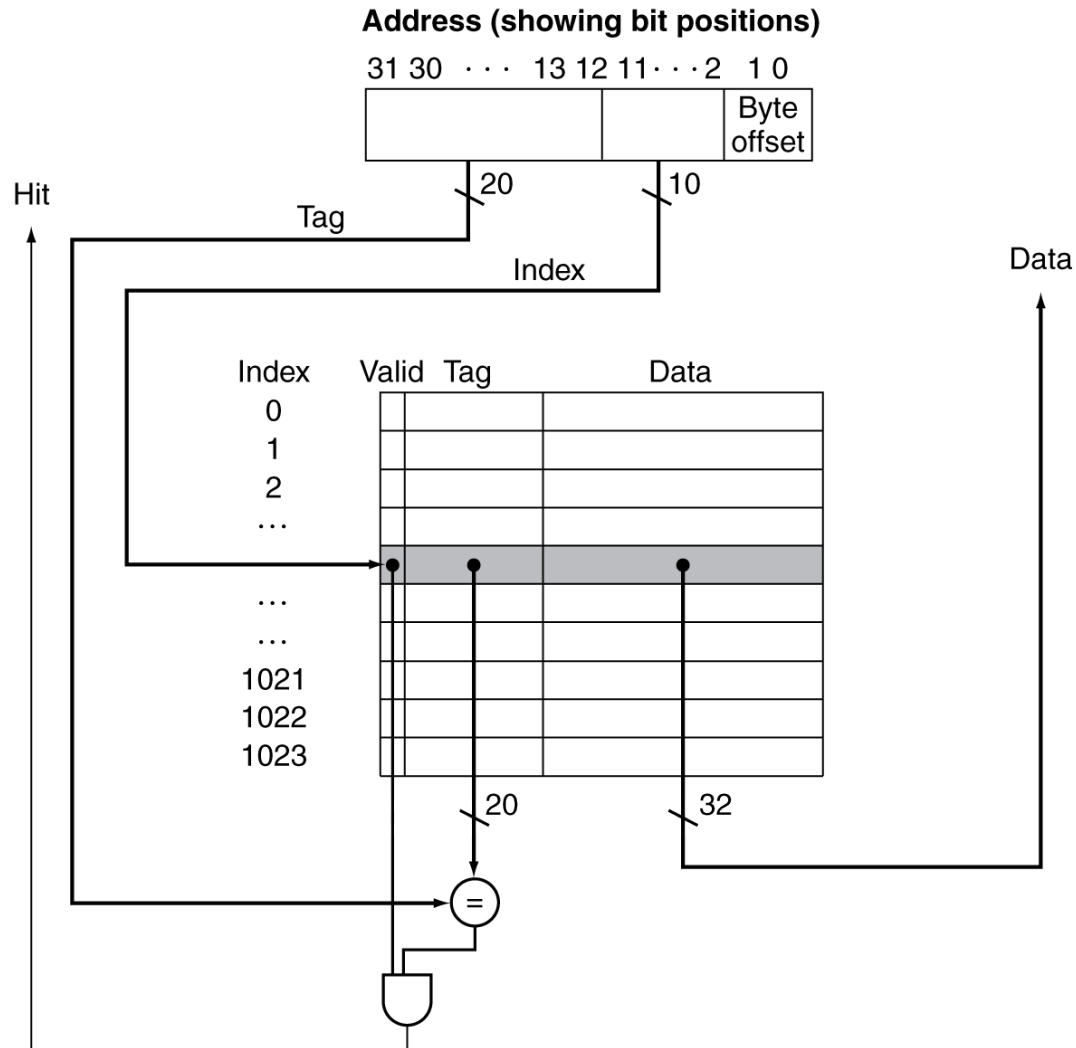 Address (showing bit positions)
31 30 · · · 13 12 11 · · · 2 1 0
Byte
offset
20
10
Hit
Tag
Index
Data
Index Valid Tag Data
0
1
2
...
...
...
1021
1022
1023
20
32
=